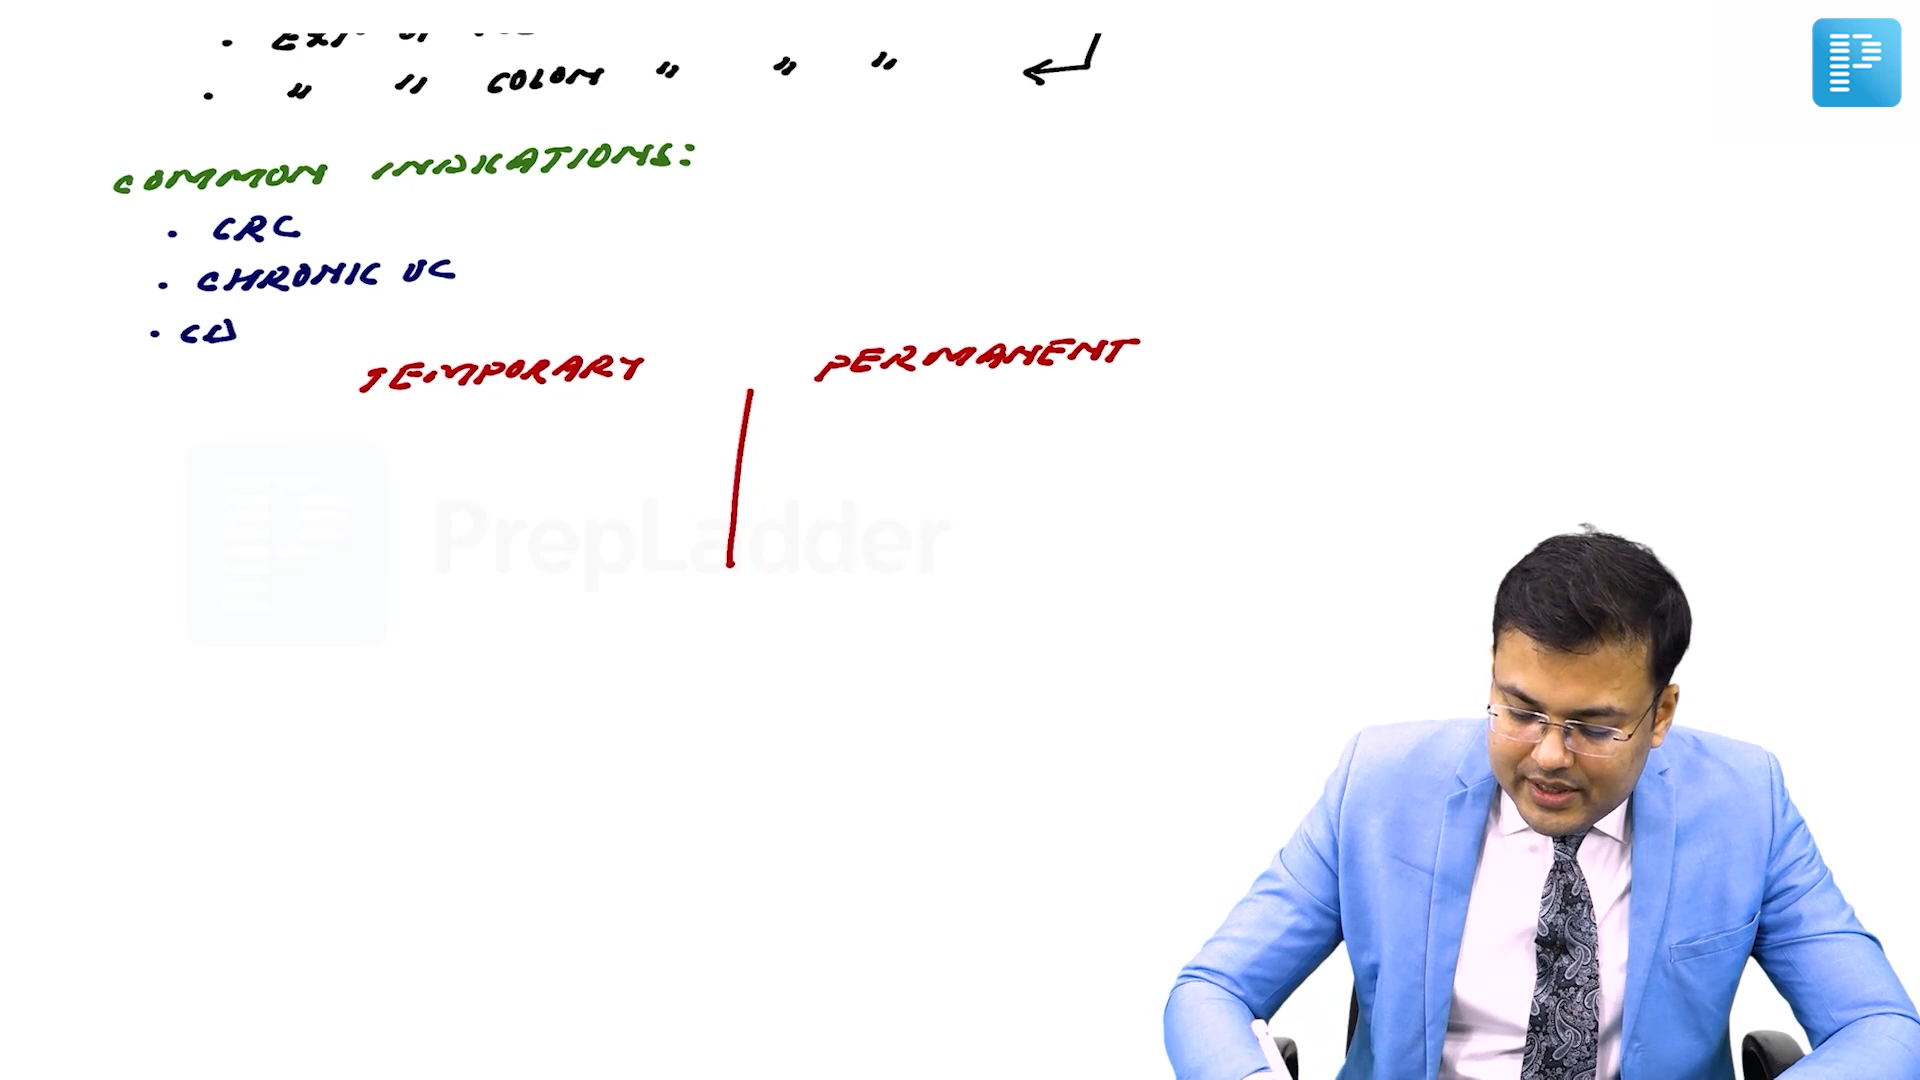 • " " COLON " " "
COMMON INDICATIONS:
• CRC
• CHRONIC UC
• CD
TEMPORARY PERMANENT
PrepLadder